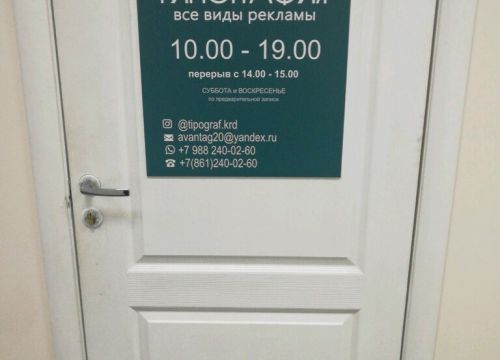 ТИПОГРАФИЯ
все виды рекламы
10.00 - 19.00
перерыв с 14.00 - 15.00
СУББОТА и ВОСКРЕСЕНЬЕ
по предварительной записи
@tipograf.krd
avantag20@yandex.ru
+7 988 240-02-60
+7(861)240-02-60